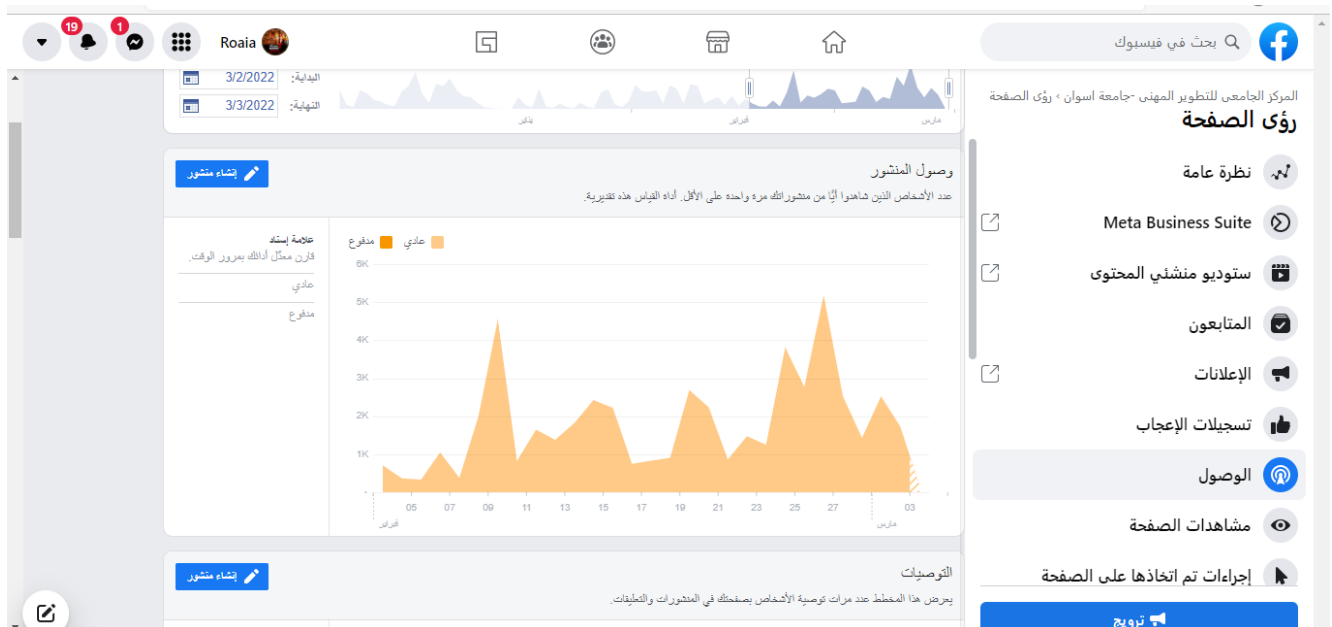 بحث في فيسبوك
Roaia
1
19
المركز الجامعى للتطوير المهنى -جامعة اسوان › رؤى الصفحة
رؤى الصفحة
نظرة عامة
Meta Business Suite
ستوديو منشئي المحتوى
المتابعون
الإعلانات
تسجيلات الإعجاب
الوصول
مشاهدات الصفحة
إجراءات تم اتخاذها على الصفحة
ترويج
البداية: 3/2/2022
النهاية: 3/3/2022
يناير
فبراير
مارس
وصول المنشور
إنشاء منشور
عدد الأشخاص الذين شاهدوا أيًا من منشوراتك مرة واحدة على الأقل. أداة القياس هذه تقديرية.
عادي مدفوع
علامة إسناد
قارن معدّل أدائك بمرور الوقت.
عادي
مدفوع
6K
5K
4K
3K
2K
1K
05 07 09 11 13 15 17 19 21 23 25 27 03
فبراير
مارس
التوصيات
إنشاء منشور
يعرض هذا المخطط عدد مرات توصية الأشخاص بصفحتك في المنشورات والتعليقات.